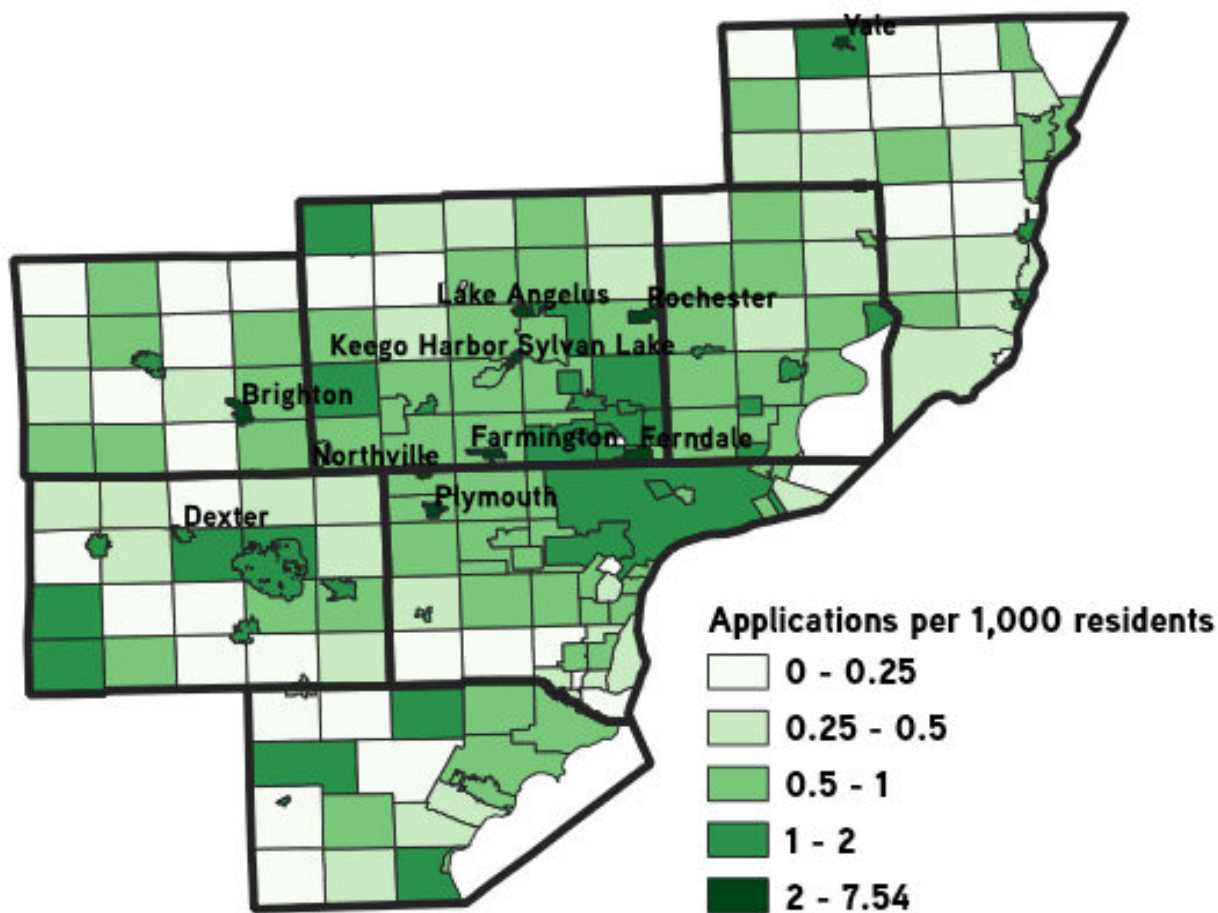 Yale
Lake Angelus
Rochester
Keego Harbor Sylvan Lake
Brighton
Farmington
Ferndale
Northville
Plymouth
Dexter
Applications per 1,000 residents
0 - 0.25
0.25 - 0.5
0.5 - 1
1 - 2
2 - 7.54